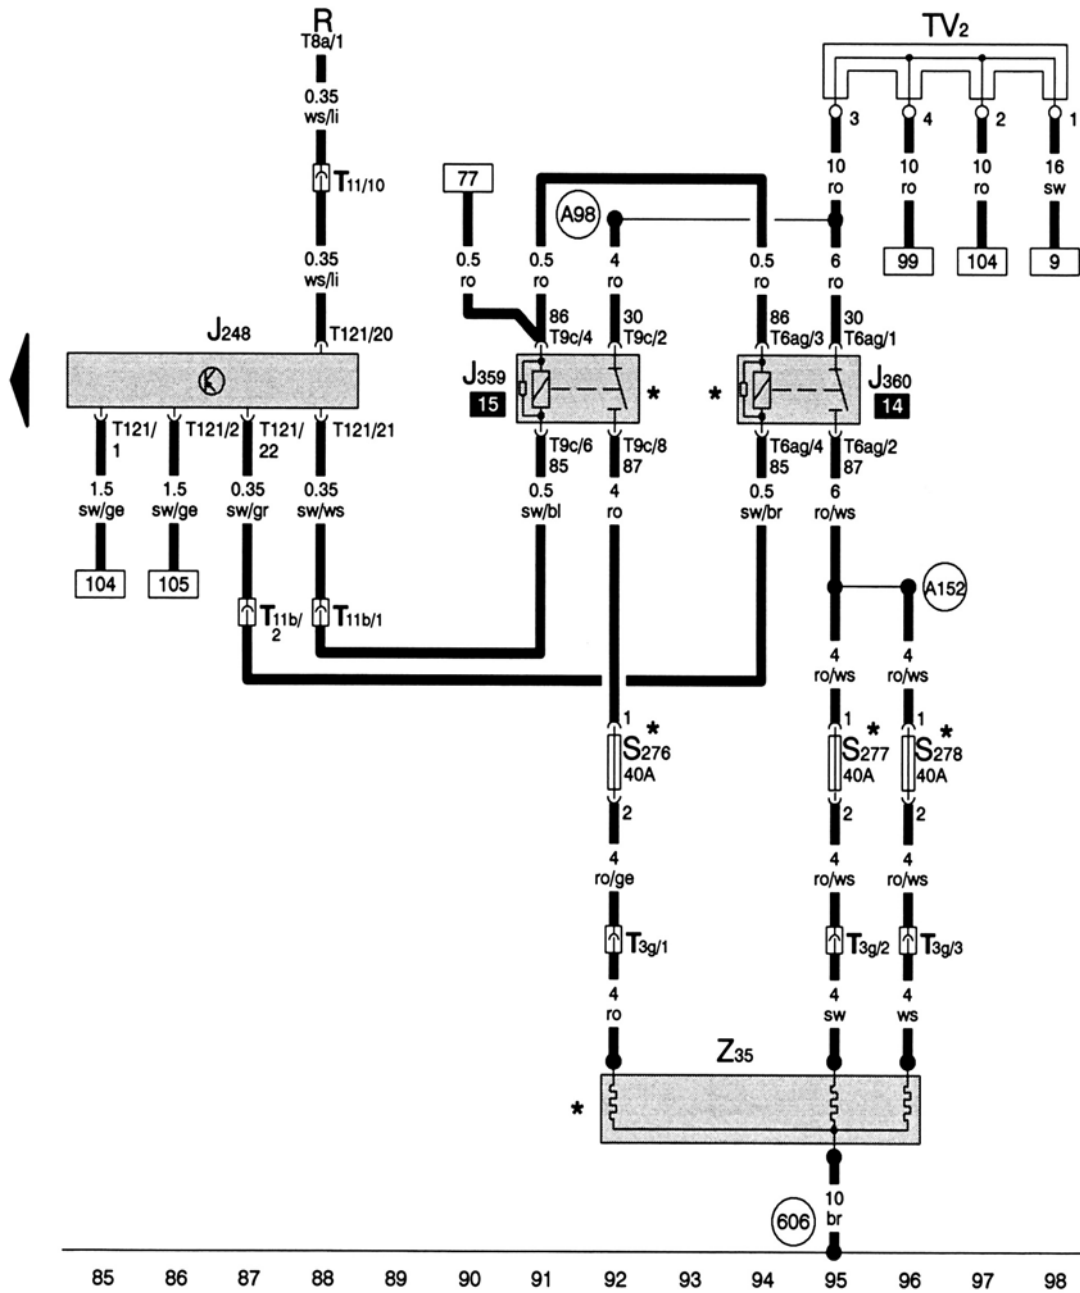 R
T8a/1
TV2
0.35
ws/li
3
4
2
1
10
ro
10
ro
10
ro
16
sw
T11/10
77
A98
0.35
ws/li
0.5
ro
0.5
ro
4
ro
0.5
ro
6
ro
99
104
9
J248
T121/20
86
T9c/4
30
T9c/2
86
T6ag/3
30
T6ag/1
J359
15
*
*
J360
14
T121/
1
T121/2
T121/
22
T121/21
T9c/6
85
T9c/8
87
T6ag/4
85
T6ag/2
87
1.5
sw/ge
1.5
sw/ge
0.35
sw/gr
0.35
sw/ws
0.5
sw/bl
4
ro
0.5
sw/br
6
ro/ws
104
105
A152
T11b/
2
T11b/1
4
ro/ws
4
ro/ws
1
*
S276
40A
2
1
*
S277
40A
2
1
*
S278
40A
2
4
ro/ge
4
ro/ws
4
ro/ws
T3g/1
T3g/2
T3g/3
4
ro
4
sw
4
ws
Z35
*
606
10
br
85 86 87 88 89 90 91 92 93 94 95 96 97 98